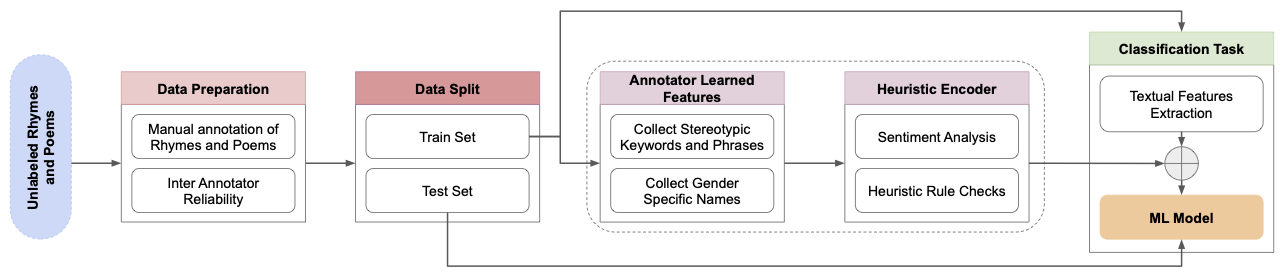 Unlabeled Rhymes
and Poems
Data Preparation
Manual annotation of
Rhymes and Poems
Inter Annotator
Reliability
Data Split
Train Set
Test Set
Annotator Learned
Features
Collect Stereotypic
Keywords and Phrases
Collect Gender
Specific Names
Heuristic Encoder
Sentiment Analysis
Heuristic Rule Checks
Classification Task
Textual Features
Extraction
ML Model